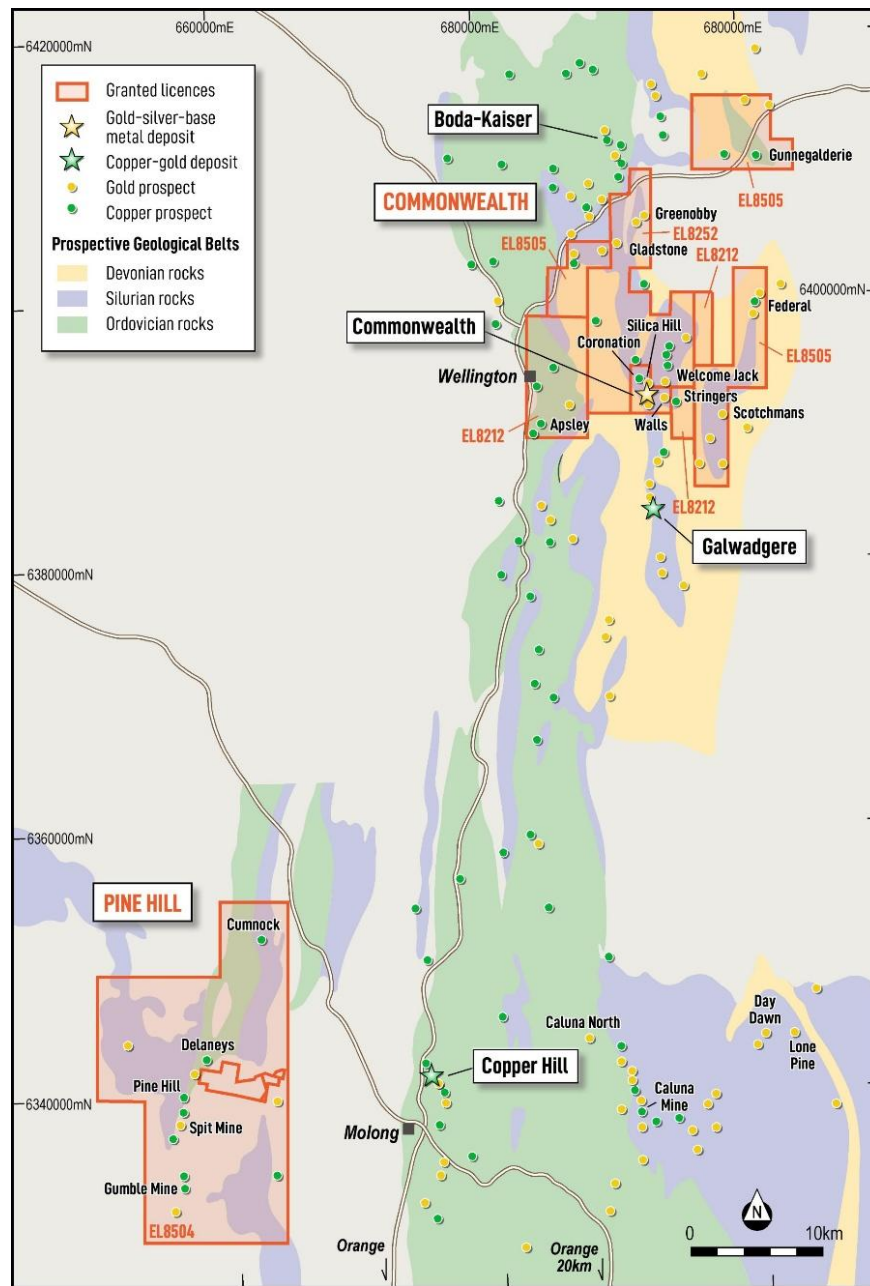 660000mE
680000mE
680000mE
6420000mN
Granted licences
Gold-silver-base
metal deposit
Copper-gold deposit
Gold prospect
Copper prospect
Prospective Geological Belts
Devonian rocks
Silurian rocks
Ordovician rocks
Boda-Kaiser
Gunnegalderie
COMMONWEALTH
EL8505
Greenobby
EL8252
EL8505
Gladstone
EL8212
6400000mN
Federal
Commonwealth
Silica Hill
Coronation
EL8505
Wellington
Welcome Jack
Stringers
Scotchmans
Walls
EL8212
Apsley
EL8212
Galwadgere
6380000mN
6360000mN
PINE HILL
Cumnock
Day
Dawn
Caluna North
Lone
Pine
Delaneys
Copper Hill
Pine Hill
Caluna
Mine
6340000mN
Spit Mine
Molong
Gumble Mine
EL8504
N
0
10km
Orange
Orange
20km